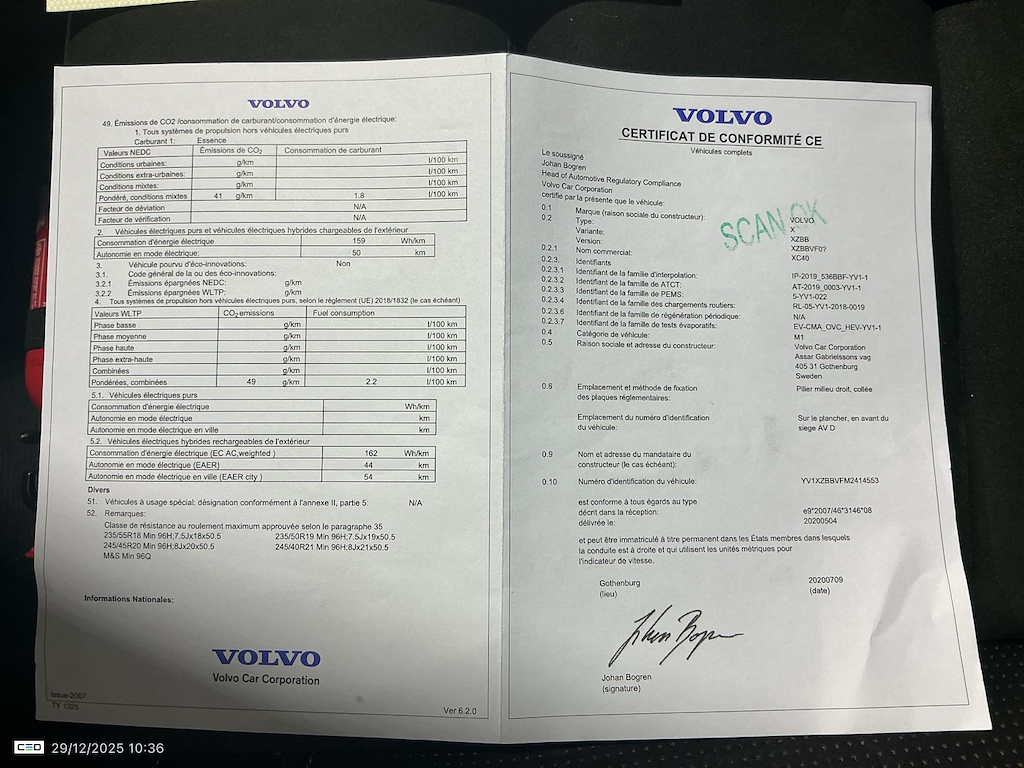 VOLVO
49. Émissions de CO2 /consommation de carburant/consommation d'énergie électrique:
1. Tous systèmes de propulsion hors véhicules électriques purs
Carburant 1: Essence
Valeurs NEDC Émissions de CO2 Consommation de carburant
Conditions urbaines: g/km l/100 km
Conditions extra-urbaines: g/km l/100 km
Conditions mixtes: g/km l/100 km
Pondéré, conditions mixtes 41 g/km 1.8 l/100 km
Facteur de déviation N/A
Facteur de vérification N/A
2. Véhicules électriques purs et véhicules électriques hybrides chargeables de l'extérieur
Consommation d'énergie électrique 159 Wh/km
Autonomie en mode électrique: 50 km
3. Véhicule pourvu d'éco-innovations: Non
3.1. Code général de la ou des éco-innovations:
3.2.1 Émissions épargnées NEDC: g/km
3.2.2 Émissions épargnées WLTP: g/km
4. Tous systèmes de propulsion hors véhicules électriques purs, selon le règlement (UE) 2018/1832 (le cas échéant)
Valeurs WLTP CO2 emissions Fuel consumption
Phase basse g/km l/100 km
Phase moyenne g/km l/100 km
Phase haute g/km l/100 km
Phase extra-haute g/km l/100 km
Combinées g/km l/100 km
Pondérées, combinées 49 g/km 2.2 l/100 km
5.1. Véhicules électriques purs
Consommation d'énergie électrique Wh/km
Autonomie en mode électrique km
Autonomie en mode électrique en ville km
5.2. Véhicules électriques hybrides rechargeables de l'extérieur
Consommation d'énergie électrique (EC AC,weighted ) 162 Wh/km
Autonomie en mode électrique (EAER) 44 km
Autonomie en mode électrique en ville (EAER city ) 54 km
Divers
51. Véhicules à usage spécial: désignation conformément à l'annexe II, partie 5: N/A
52. Remarques:
Classe de résistance au roulement maximum approuvée selon le paragraphe 35
235/55R18 Min 96H;7.5Jx18x50.5 235/50R19 Min 96H;7.5Jx19x50.5
245/45R20 Min 96H;8Jx20x50.5 245/40R21 Min 96H;8Jx21x50.5
M&S Min 96Q
Informations Nationales:
VOLVO
Volvo Car Corporation
Issue-2007
TY 1325
Ver 6.2.0
VOLVO
CERTIFICAT DE CONFORMITÉ CE
Véhicules complets
Le soussigné
Johan Bogren
Head of Automotive Regulatory Compliance
Volvo Car Corporation
certifie par la présente que le véhicule:
SCAN OK
0.1 Marque (raison sociale du constructeur): VOLVO
0.2 Type: X
Variante: XZBB
Version: XZBBVF07
0.2.1 Nom commercial: XC40
0.2.3. Identifiants
0.2.3.1 Identifiant de la famille d'interpolation: IP-2019_536BBF-YV1-1
0.2.3.2 Identifiant de la famille de ATCT: AT-2019_0003-YV1-1
0.2.3.3 Identifiant de la famille de PEMS: 5-YV1-022
0.2.3.4 Identifiant de la famille des chargements routiers: RL-05-YV1-2018-0019
0.2.3.6 Identifiant de la famille de régénération périodique: N/A
0.2.3.7 Identifiant de la famille de tests évaporatifs: EV-CMA_OVC_HEV-YV1-1
0.4 Catégorie de véhicule: M1
0.5 Raison sociale et adresse du constructeur: Volvo Car Corporation
Assar Gabrielssons vag
405 31 Gothenburg
Sweden
0.6 Emplacement et méthode de fixation Pilier milieu droit, collée
des plaques réglementaires:
Emplacement du numéro d'identification Sur le plancher, en avant du
du véhicule: siege AV D
0.9 Nom et adresse du mandataire du
constructeur (le cas échéant):
0.10 Numéro d'identification du véhicule: YV1XZBBVFM2414553
est conforme à tous égards au type
décrit dans la réception: e9*2007/46*3146*08
délivrée le: 20200504
et peut être immatriculé à titre permanent dans les États membres dans lesquels
la conduite est à droite et qui utilisent les unités métriques pour
l'indicateur de vitesse.
Gothenburg 20200709
(lieu) (date)
Johan Bogren
Johan Bogren
(signature)
CEO 29/12/2025 10:36